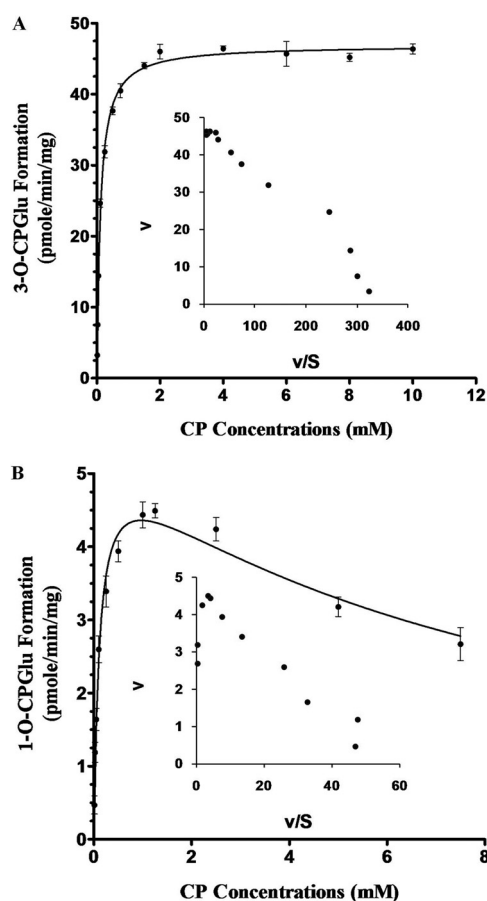 A
3-O-CPGlu Formation
(pmole/min/mg)
50
40
30
20
10
0
0 2 4 6 8 10 12
CP Concentrations (mM)
v
50
40
30
20
10
0
0 100 200 300 400
v/S
B
1-O-CPGlu Formation
(pmole/min/mg)
5
4
3
2
1
0
0 2 4 6 8
CP Concentrations (mM)
v
5
4
3
2
1
0
0 20 40 60
v/S